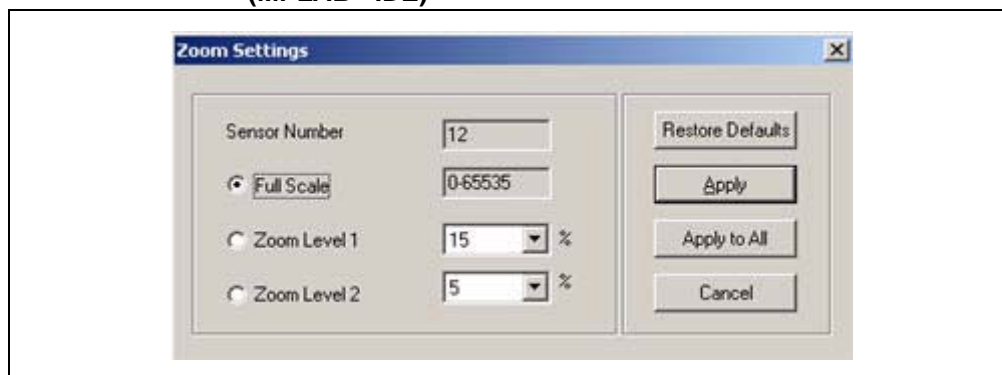 Zoom Settings
Sensor Number 12
Full Scale 0-65535
Zoom Level 1 15 %
Zoom Level 2 5 %
Restore Defaults
Apply
Apply to All
Cancel